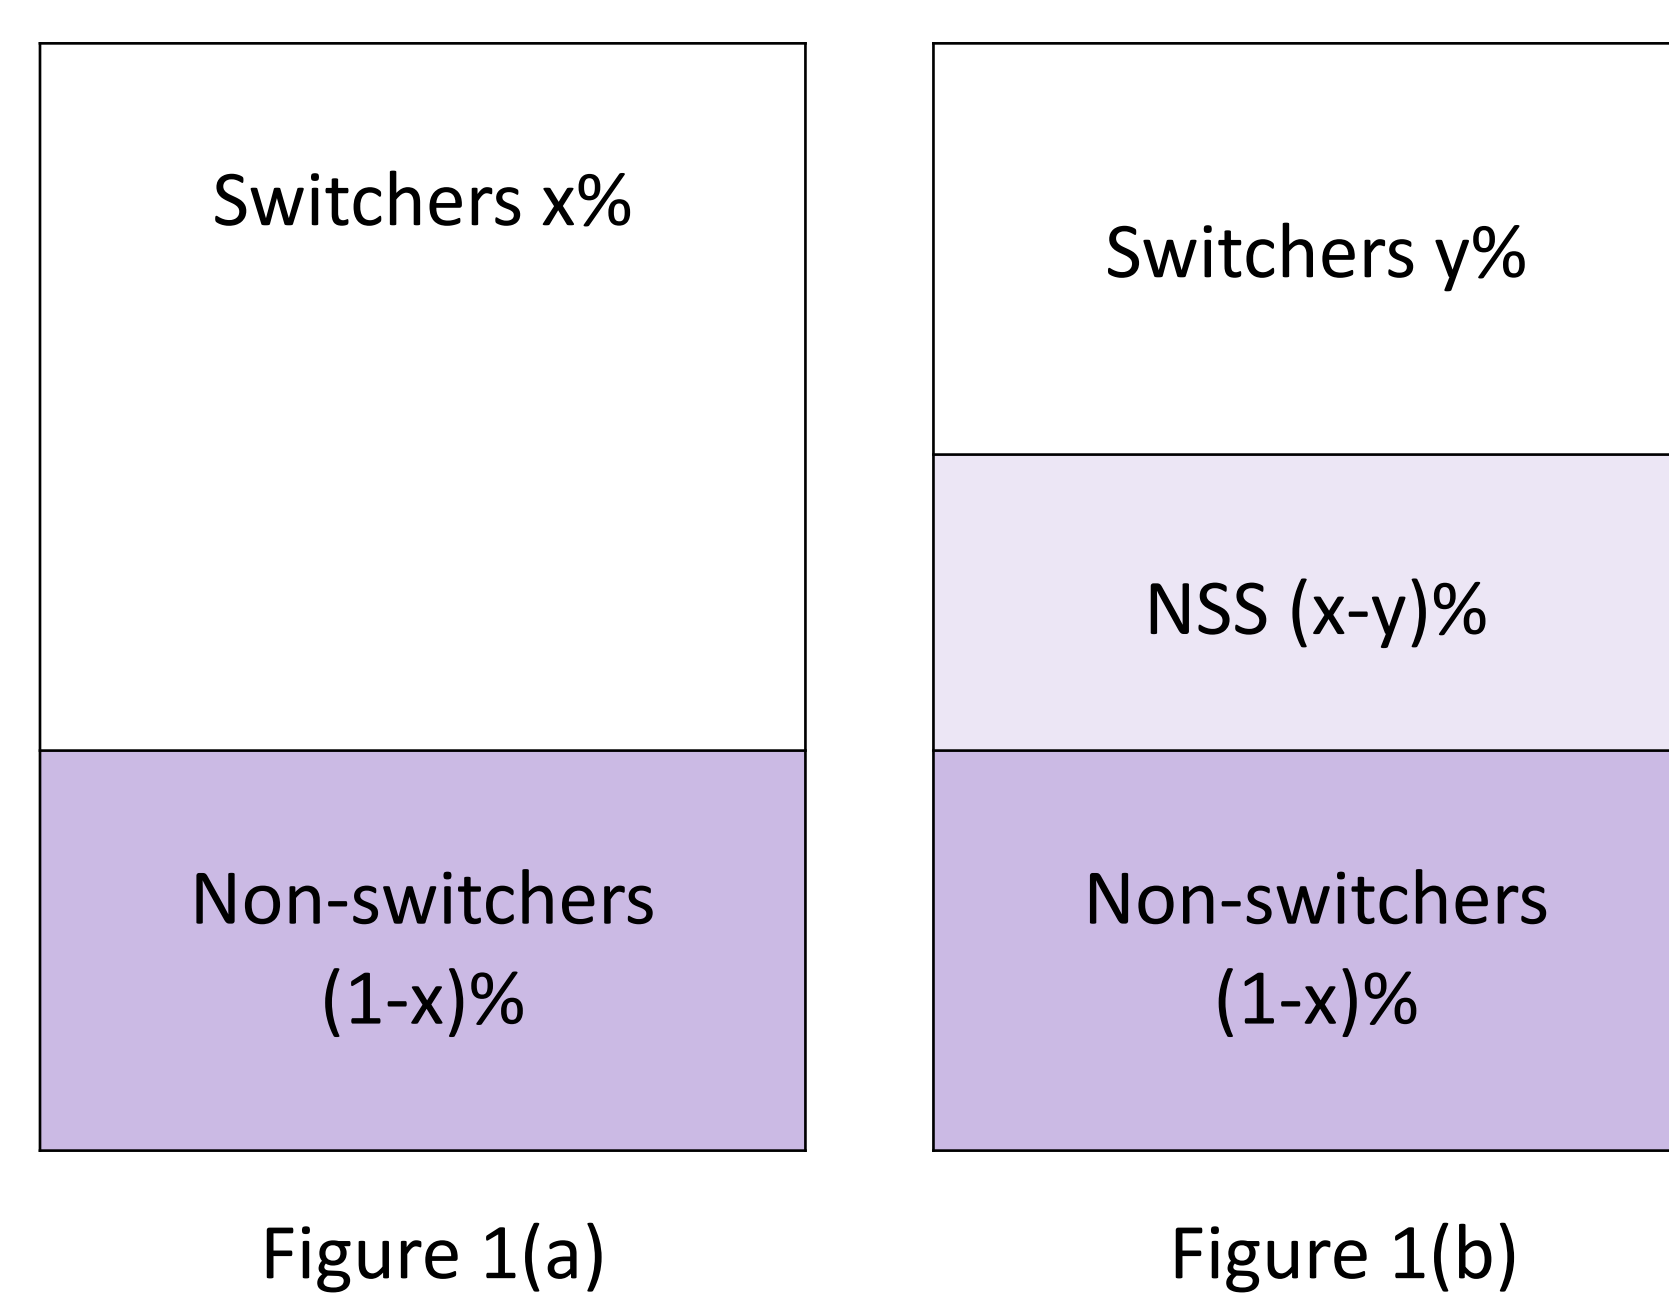 Switchers x%
Non-switchers
(1-x)%
Figure 1(a)
Switchers y%
NSS (x-y)%
Non-switchers
(1-x)%
Figure 1(b)